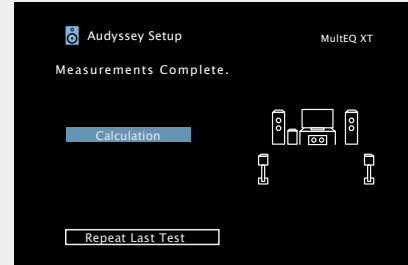 Audyssey Setup
MultEQ XT
Measurements Complete.
Calculation
Repeat Last Test